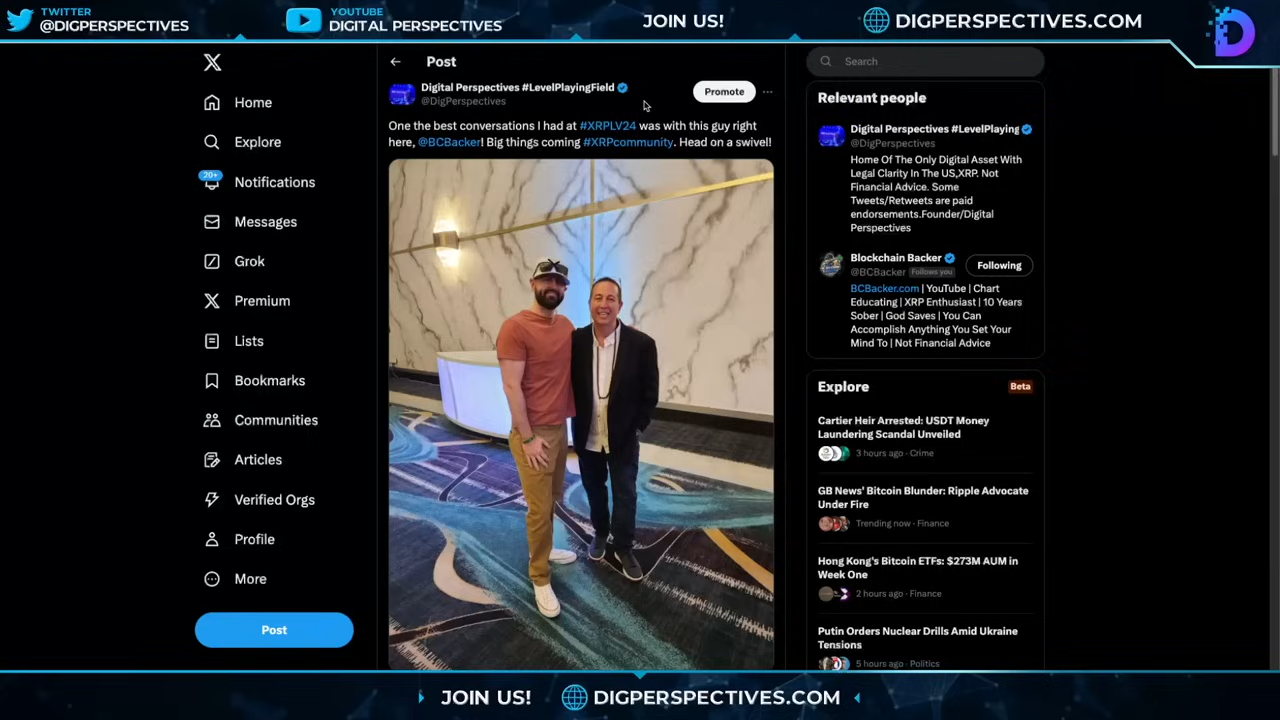 TWITTER
@DIGPERSPECTIVES
YOUTUBE
DIGITAL PERSPECTIVES
JOIN US!
DIGPERSPECTIVES.COM
Home
Explore
20+
Notifications
Messages
Grok
Premium
Lists
Bookmarks
Communities
Articles
Verified Orgs
Profile
More
Post
Post
Digital Perspectives #LevelPlayingField
@DigPerspectives
Promote
One the best conversations I had at #XRPLV24 was with this guy right
here, @BCBacker! Big things coming #XRPcommunity. Head on a swivel!
Search
Relevant people
Digital Perspectives #LevelPlaying
@DigPerspectives
Home Of The Only Digital Asset With
Legal Clarity In The US,XRP. Not
Financial Advice. Some
Tweets/Retweets are paid
endorsements.Founder/Digital
Perspectives
Blockchain Backer
@BCBacker Follows you
Following
BCBacker.com | YouTube | Chart
Educating | XRP Enthusiast | 10 Years
Sober | God Saves | You Can
Accomplish Anything You Set Your
Mind To | Not Financial Advice
Explore
Beta
Cartier Heir Arrested: USDT Money
Laundering Scandal Unveiled
3 hours ago · Crime
GB News' Bitcoin Blunder: Ripple Advocate
Under Fire
Trending now · Finance
Hong Kong's Bitcoin ETFs: $273M AUM in
Week One
2 hours ago · Finance
Putin Orders Nuclear Drills Amid Ukraine
Tensions
5 hours ago · Politics
JOIN US!
DIGPERSPECTIVES.COM